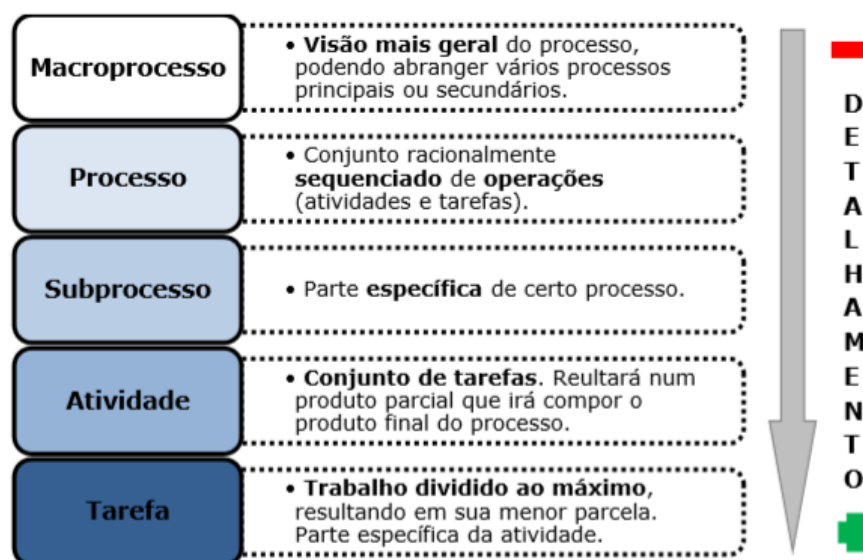 Macroprocesso
• Visão mais geral do processo,
podendo abranger vários processos
principais ou secundários.
Processo
• Conjunto racionalmente
sequenciado de operações
(atividades e tarefas).
Subprocesso
• Parte específica de certo processo.
Atividade
• Conjunto de tarefas. Reultará num
produto parcial que irá compor o
produto final do processo.
Tarefa
• Trabalho dividido ao máximo,
resultando em sua menor parcela.
Parte específica da atividade.
D
E
T
A
L
H
A
M
E
N
T
O